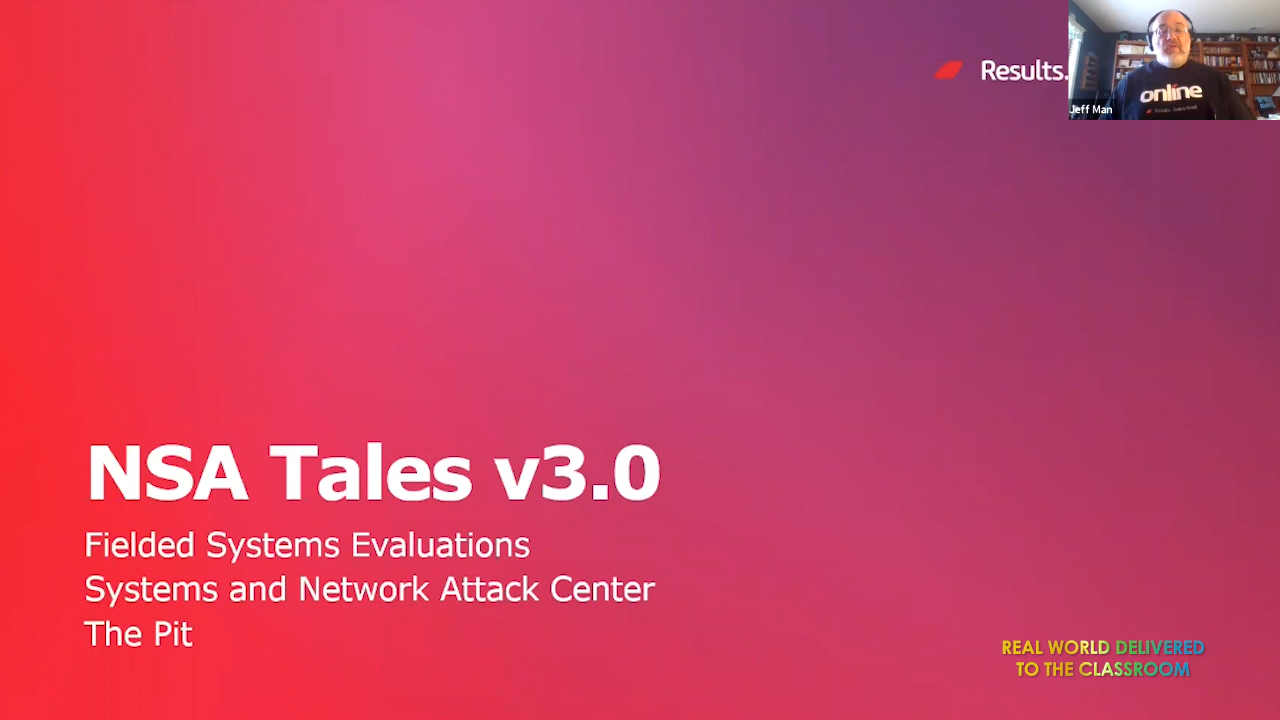 Results.
Jeff Man
online
NSA Tales v3.0
Fielded Systems Evaluations
Systems and Network Attack Center
The Pit
REAL WORLD DELIVERED
TO THE CLASSROOM